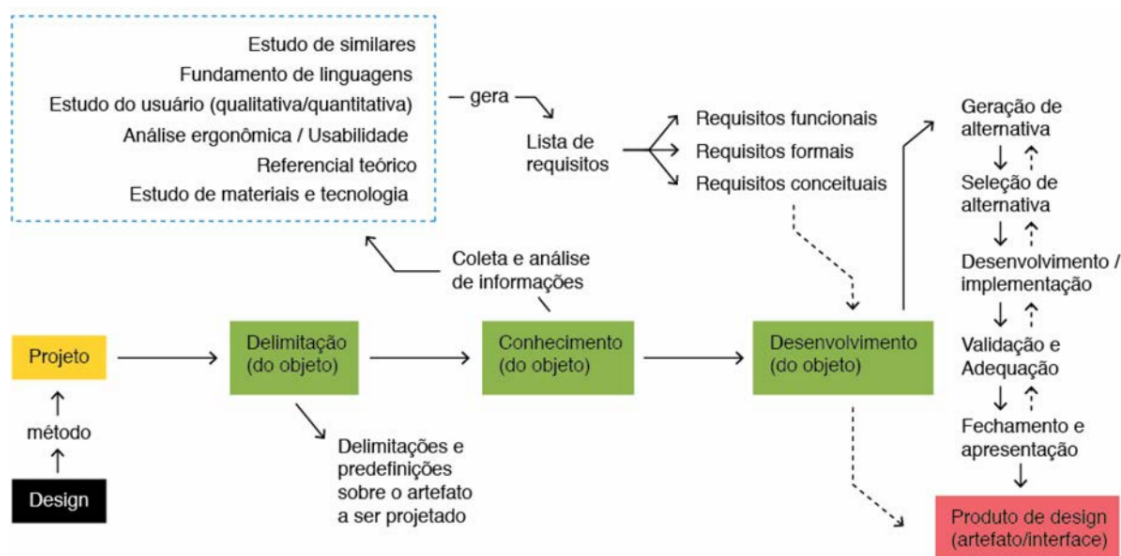 Estudo de similares
Fundamento de linguagens
Estudo do usuário (qualitativa/quantitativa)
Análise ergonômica / Usabilidade
Referencial teórico
Estudo de materiais e tecnologia
gera
Lista de
requisitos
Requisitos funcionais
Requisitos formais
Requisitos conceituais
Coleta e análise
de informações
Projeto
método
Design
Delimitação
(do objeto)
Delimitações e
predefinições
sobre o artefato
a ser projetado
Conhecimento
(do objeto)
Desenvolvimento
(do objeto)
Geração de
alternativa
Seleção de
alternativa
Desenvolvimento /
implementação
Validação e
Adequação
Fechamento e
apresentação
Produto de design
(artefato/interface)